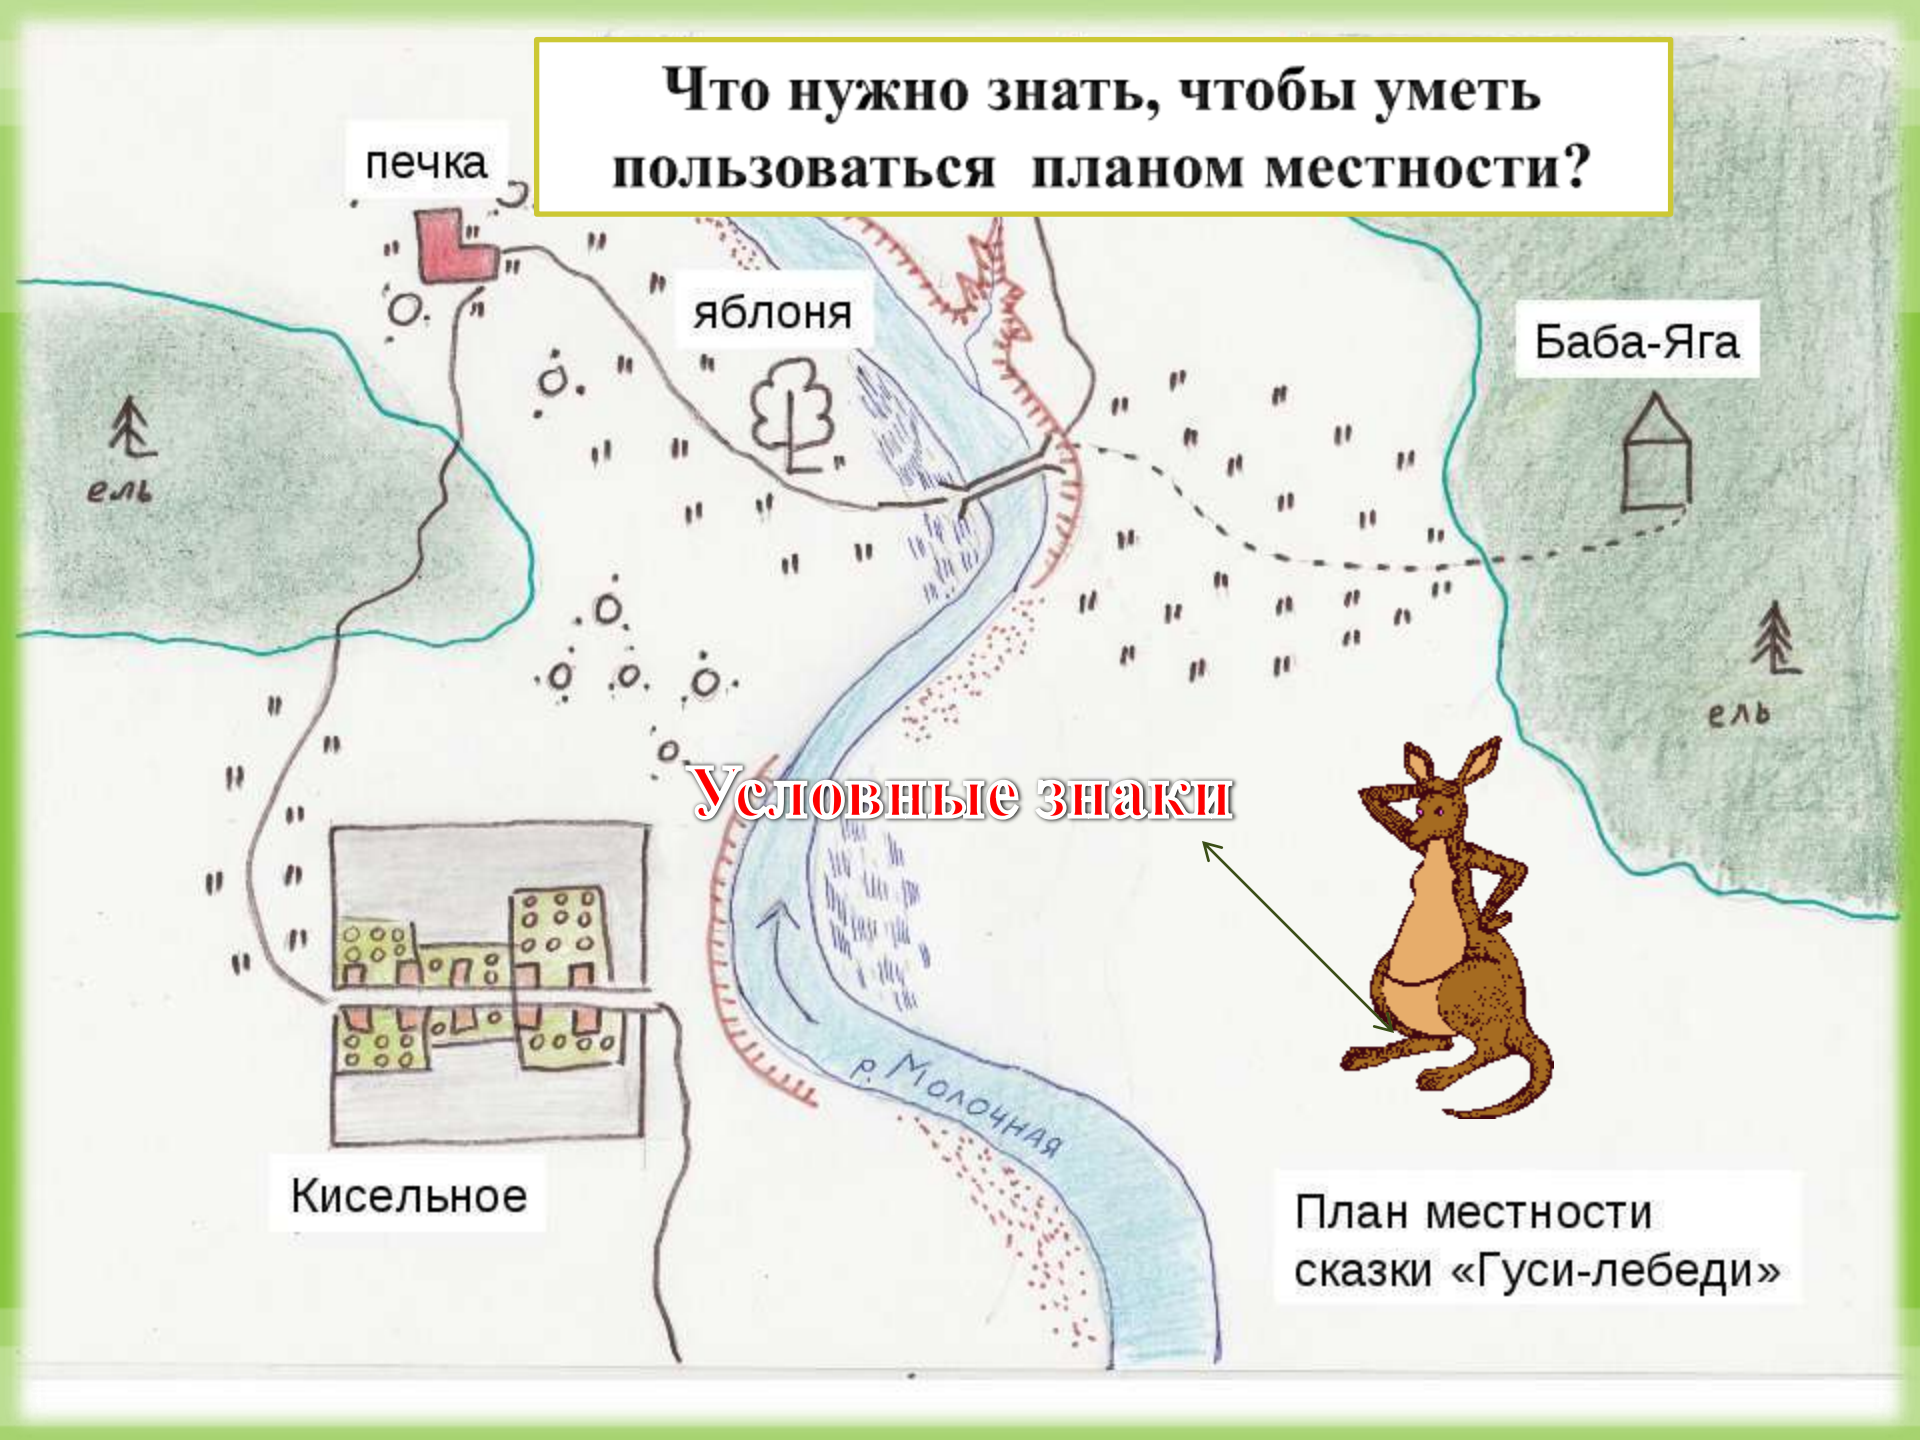 Что нужно знать, чтобы уметь
пользоваться планом местности?
печка
яблоня
Баба-Яга
ель
ель
Условные знаки
р. Молочная
Кисельное
План местности
сказки «Гуси-лебеди»